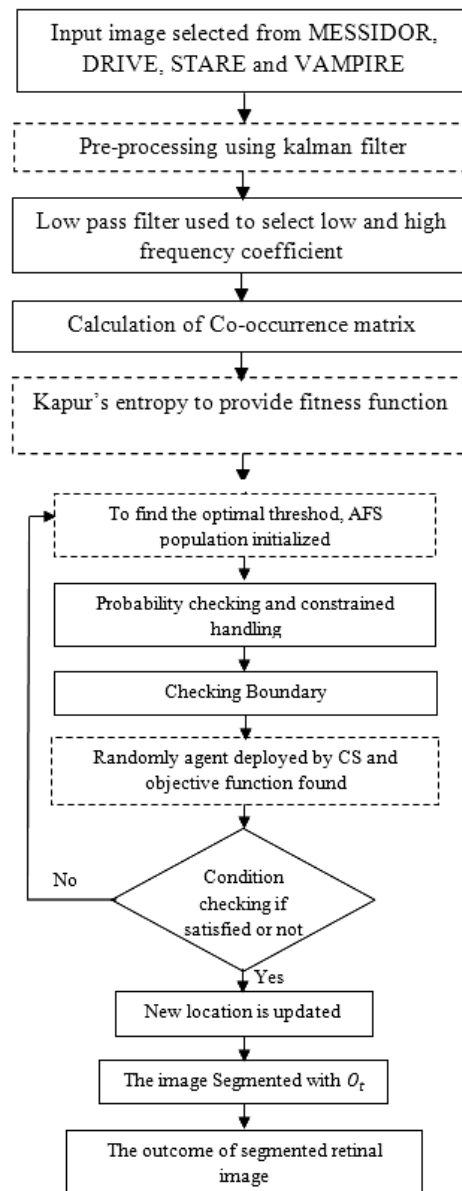 Input image selected from MESSIDOR,
DRIVE, STARE and VAMPIRE
Pre-processing using kalman filter
Low pass filter used to select low and high
frequency coefficient
Calculation of Co-occurrence matrix
Kapur's entropy to provide fitness function
To find the optimal threshod, AFS
population initialized
Probability checking and constrained
handling
Checking Boundary
Randomly agent deployed by CS and
objective function found
No
Condition
checking if
satisfied or not
Yes
New location is updated
The image Segmented with O_t
The outcome of segmented retinal
image